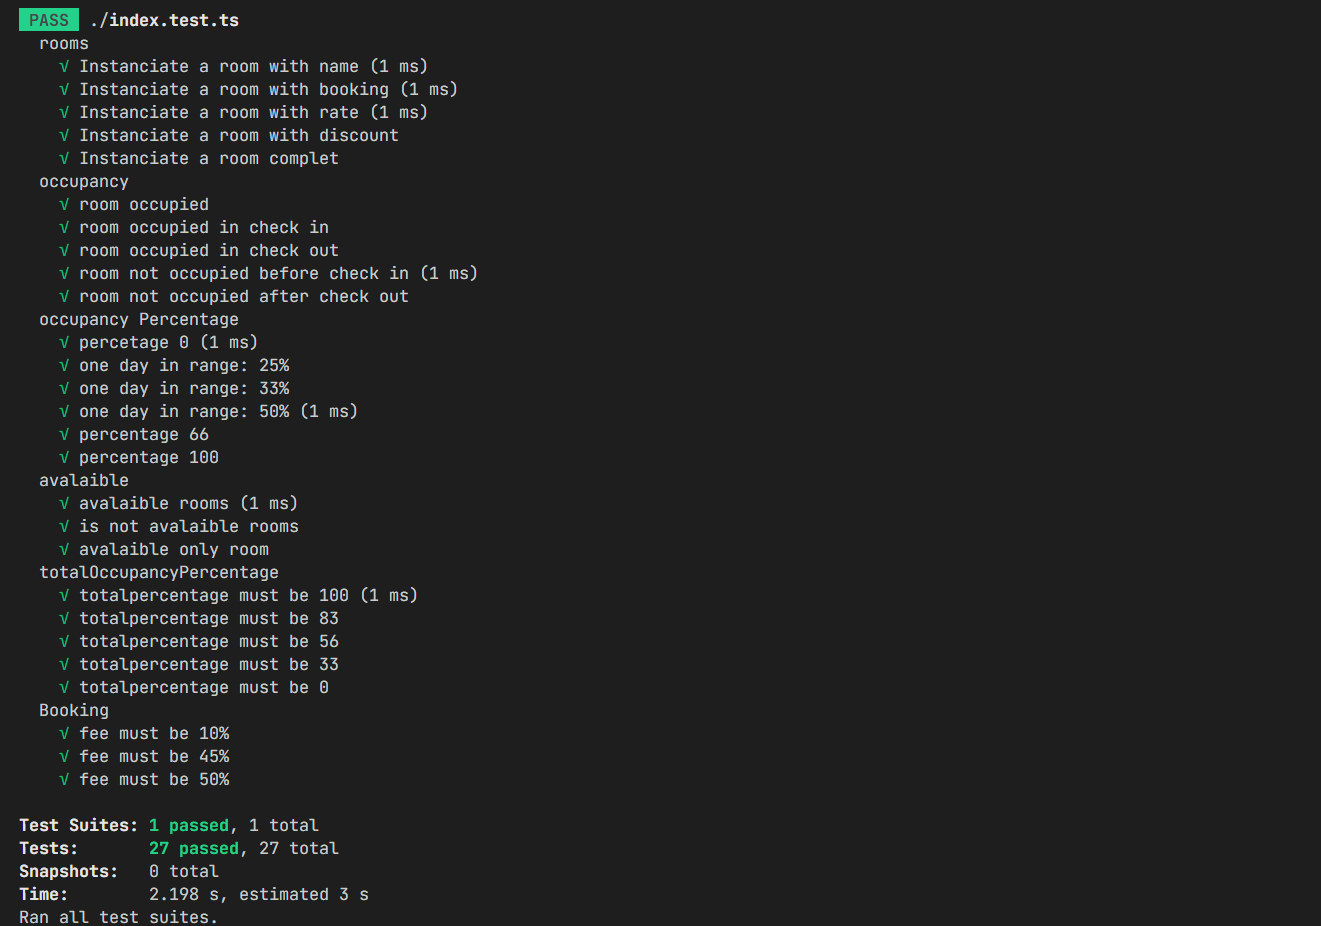 PASS ./index.test.ts
rooms
√ Instanciate a room with name (1 ms)
√ Instanciate a room with booking (1 ms)
√ Instanciate a room with rate (1 ms)
√ Instanciate a room with discount
√ Instanciate a room complet
occupancy
√ room occupied
√ room occupied in check in
√ room occupied in check out
√ room not occupied before check in (1 ms)
√ room not occupied after check out
occupancy Percentage
√ percetage 0 (1 ms)
√ one day in range: 25%
√ one day in range: 33%
√ one day in range: 50% (1 ms)
√ percentage 66
√ percentage 100
avalaible
√ avalaible rooms (1 ms)
√ is not avalaible rooms
√ avalaible only room
totalOccupancyPercentage
√ totalpercentage must be 100 (1 ms)
√ totalpercentage must be 83
√ totalpercentage must be 56
√ totalpercentage must be 33
√ totalpercentage must be 0
Booking
√ fee must be 10%
√ fee must be 45%
√ fee must be 50%
Test Suites: 1 passed, 1 total
Tests: 27 passed, 27 total
Snapshots: 0 total
Time: 2.198 s, estimated 3 s
Ran all test suites.